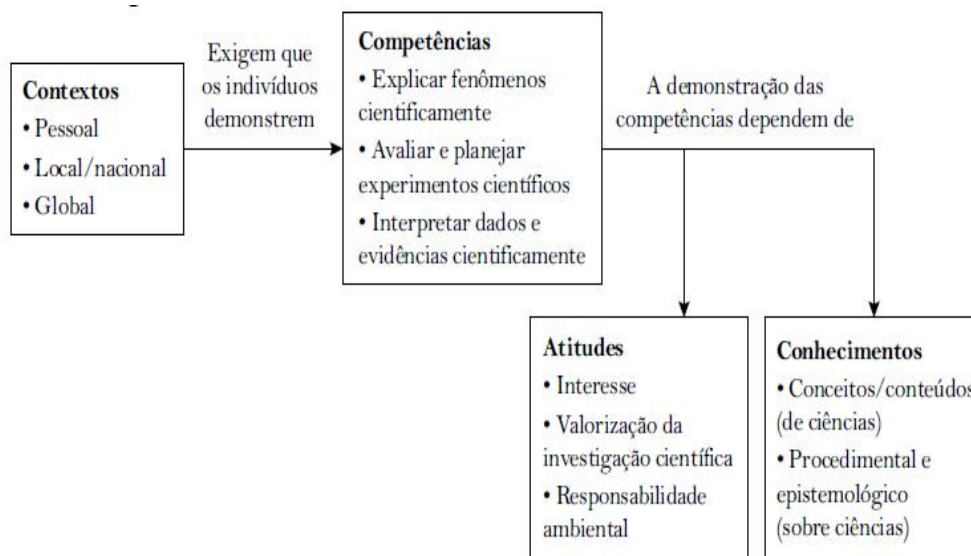 Contextos
• Pessoal
• Local/nacional
• Global
Exigem que
os indivíduos
demonstrem
Competências
• Explicar fenômenos
cientificamente
• Avaliar e planejar
experimentos científicos
• Interpretar dados e
evidências cientificamente
A demonstração das
competências dependem de
Atitudes
• Interesse
• Valorização da
investigação científica
• Responsabilidade
ambiental
Conhecimentos
• Conceitos/conteúdos
(de ciências)
• Procedimental e
epistemológico
(sobre ciências)